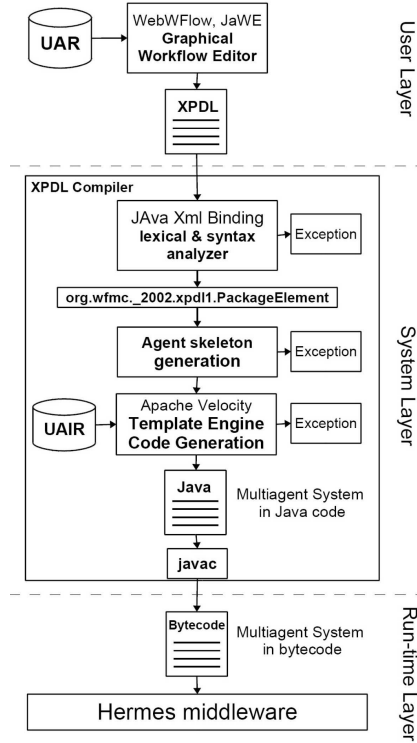 WebWFlow, JaWE
Graphical
Workflow Editor
UAR
XPDL
User Layer
XPDL Compiler
JAva Xml Binding
lexical & syntax
analyzer
Exception
org.wfmc._2002.xpdl1.PackageElement
Agent skeleton
generation
Exception
System Layer
Apache Velocity
Template Engine
Code Generation
UAIR
Exception
Java
Multiagent System
in Java code
javac
Bytecode
Multiagent System
in bytecode
Run-time Layer
Hermes middleware